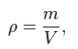 ρ = m/V,